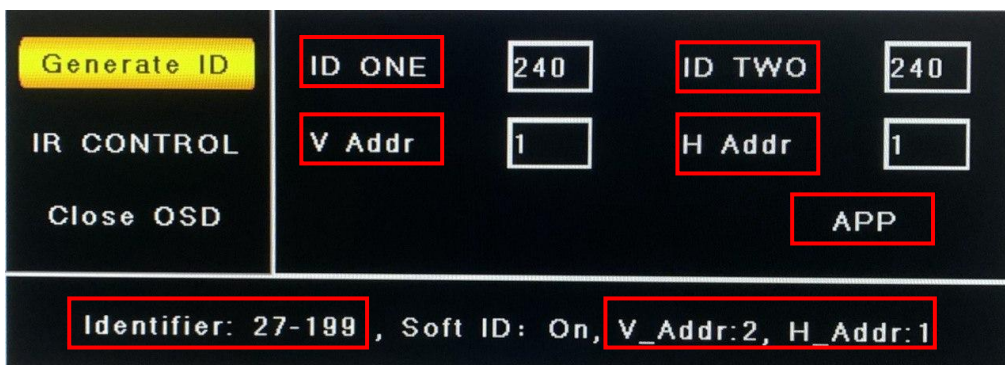 Generate ID
ID ONE 240 ID TWO 240
IR CONTROL
V Addr 1 H Addr 1
Close OSD
APP
Identifier: 27-199 , Soft ID: On, V_Addr:2, H_Addr:1